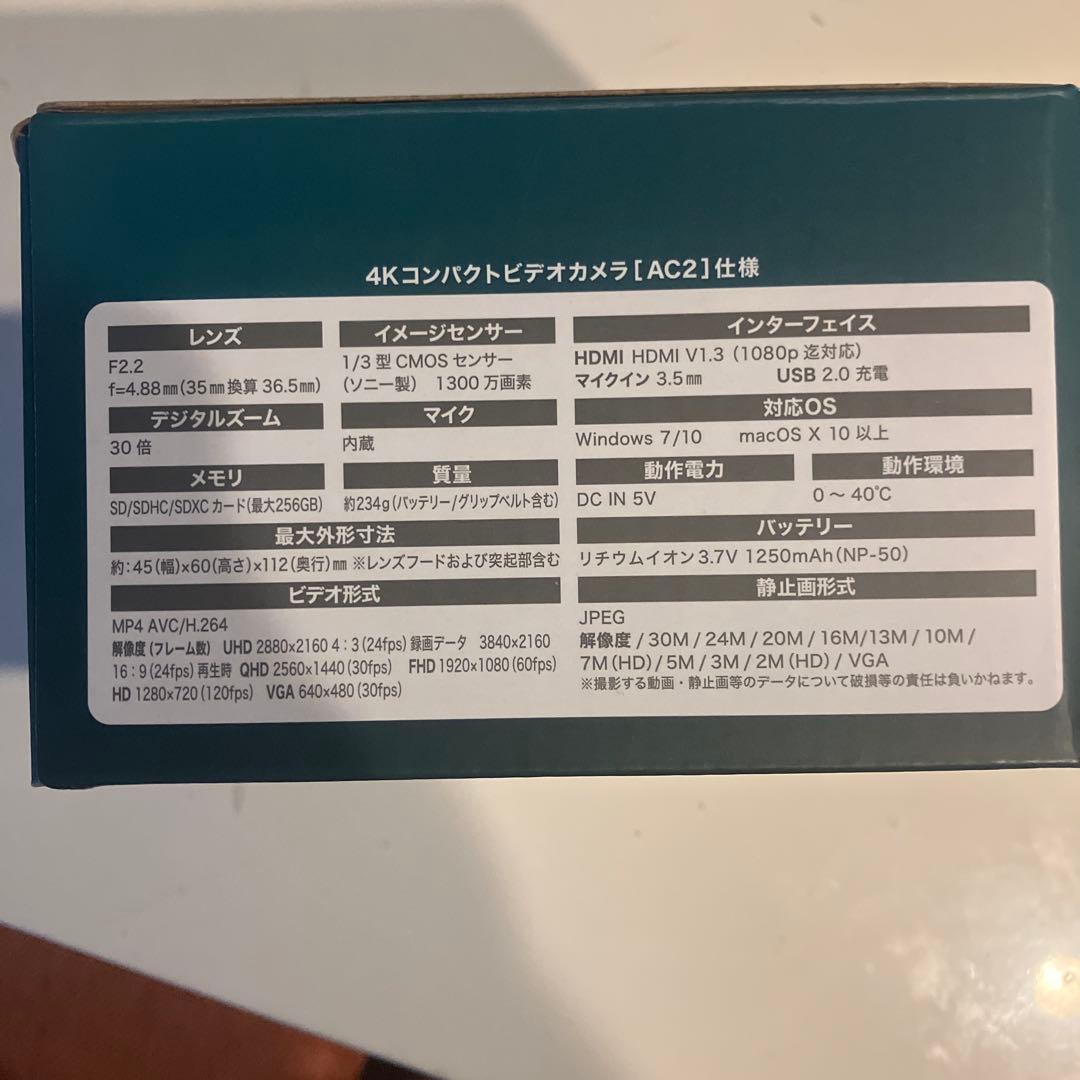 4Kコンパクトビデオカメラ[AC2]仕様
レンズ
F2.2
f=4.88㎜(35㎜換算 36.5㎜)
イメージセンサー
1/3 型 CMOS センサー
(ソニー製) 1300 万画素
インターフェイス
HDMI HDMI V1.3 (1080p 迄対応)
マイクイン 3.5㎜ USB 2.0 充電
デジタルズーム
30 倍
マイク
内蔵
対応OS
Windows 7/10 macOS X 10 以上
メモリ
SD/SDHC/SDXC カード(最大256GB)
質量
約234g(バッテリー/グリップベルト含む)
動作電力
DC IN 5V
動作環境
0 ～ 40℃
最大外形寸法
約:45(幅)×60(高さ)×112(奥行)㎜ ※レンズフードおよび突起部含む
バッテリー
リチウムイオン3.7V 1250mAh(NP-50)
ビデオ形式
MP4 AVC/H.264
解像度 (フレーム数) UHD 2880×2160 4：3 (24fps) 録画データ 3840×2160
16：9 (24fps) 再生時 QHD 2560×1440 (30fps) FHD 1920×1080 (60fps)
HD 1280×720 (120fps) VGA 640×480 (30fps)
静止画形式
JPEG
解像度 / 30M / 24M / 20M / 16M/13M / 10M /
7M (HD) / 5M / 3M / 2M (HD) / VGA
※撮影する動画・静止画等のデータについて破損等の責任は負いかねます。